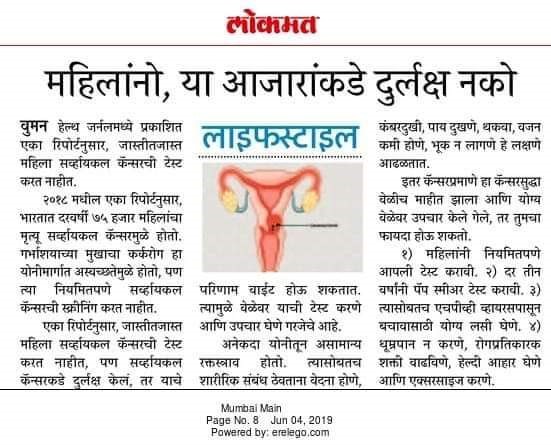 लोकमत
महिलांनो, या आजारांकडे दुर्लक्ष नको
वुमन हेल्थ जर्नलमध्ये प्रकाशित
एका रिपोर्टनुसार, जास्तीतजास्त
महिला सर्व्हायकल कॅन्सरची टेस्ट
करत नाहीत.
२०१८ मधील एका रिपोर्टनुसार,
भारतात दरवर्षी ७५ हजार महिलांचा
मृत्यू सर्व्हायकल कॅन्सरमुळे होतो.
गर्भाशयाच्या मुखाचा कर्करोग हा
योनीमार्गात अस्वच्छतेमुळे होतो, पण
त्या नियमितपणे सर्व्हायकल
कॅन्सरची स्क्रीनिंग करत नाहीत.
एका रिपोर्टनुसार, जास्तीतजास्त
महिला सर्व्हायकल कॅन्सरची टेस्ट
करत नाहीत, पण सर्व्हायकल
कॅन्सरकडे दुर्लक्ष केलं, तर याचे
लाइफस्टाइल
परिणाम वाईट होऊ शकतात.
त्यामुळे वेळेवर याची टेस्ट करणे
आणि उपचार घेणे गरजेचे आहे.
अनेकदा योनीतून असामान्य
रक्तस्त्राव होतो. त्यासोबतच
शारीरिक संबंध ठेवताना वेदना होणे,
कंबरदुखी, पाय दुखणे, थकवा, वजन
कमी होणे, भूक न लागणे हे लक्षणे
आढळतात.
इतर कॅन्सरप्रमाणे हा कॅन्सरसुद्धा
वेळीच माहीत झाला आणि योग्य
वेळेवर उपचार केले गेले, तर तुमचा
फायदा होऊ शकतो.
१) महिलांनी नियमितपणे
आपली टेस्ट करावी. २) दर तीन
वर्षांनी पॅप स्मीअर टेस्ट करावी. ३)
त्यासोबतच एचपीव्ही व्हायरसपासून
बचावासाठी योग्य लसी घेणे. ४)
धूम्रपान न करणे, रोगप्रतिकारक
शक्ती वाढविणे, हेल्दी आहार घेणे
आणि एक्सरसाइज करणे.
Mumbai Main
Page No. 8 Jun 04, 2019
Powered by: erelego.com